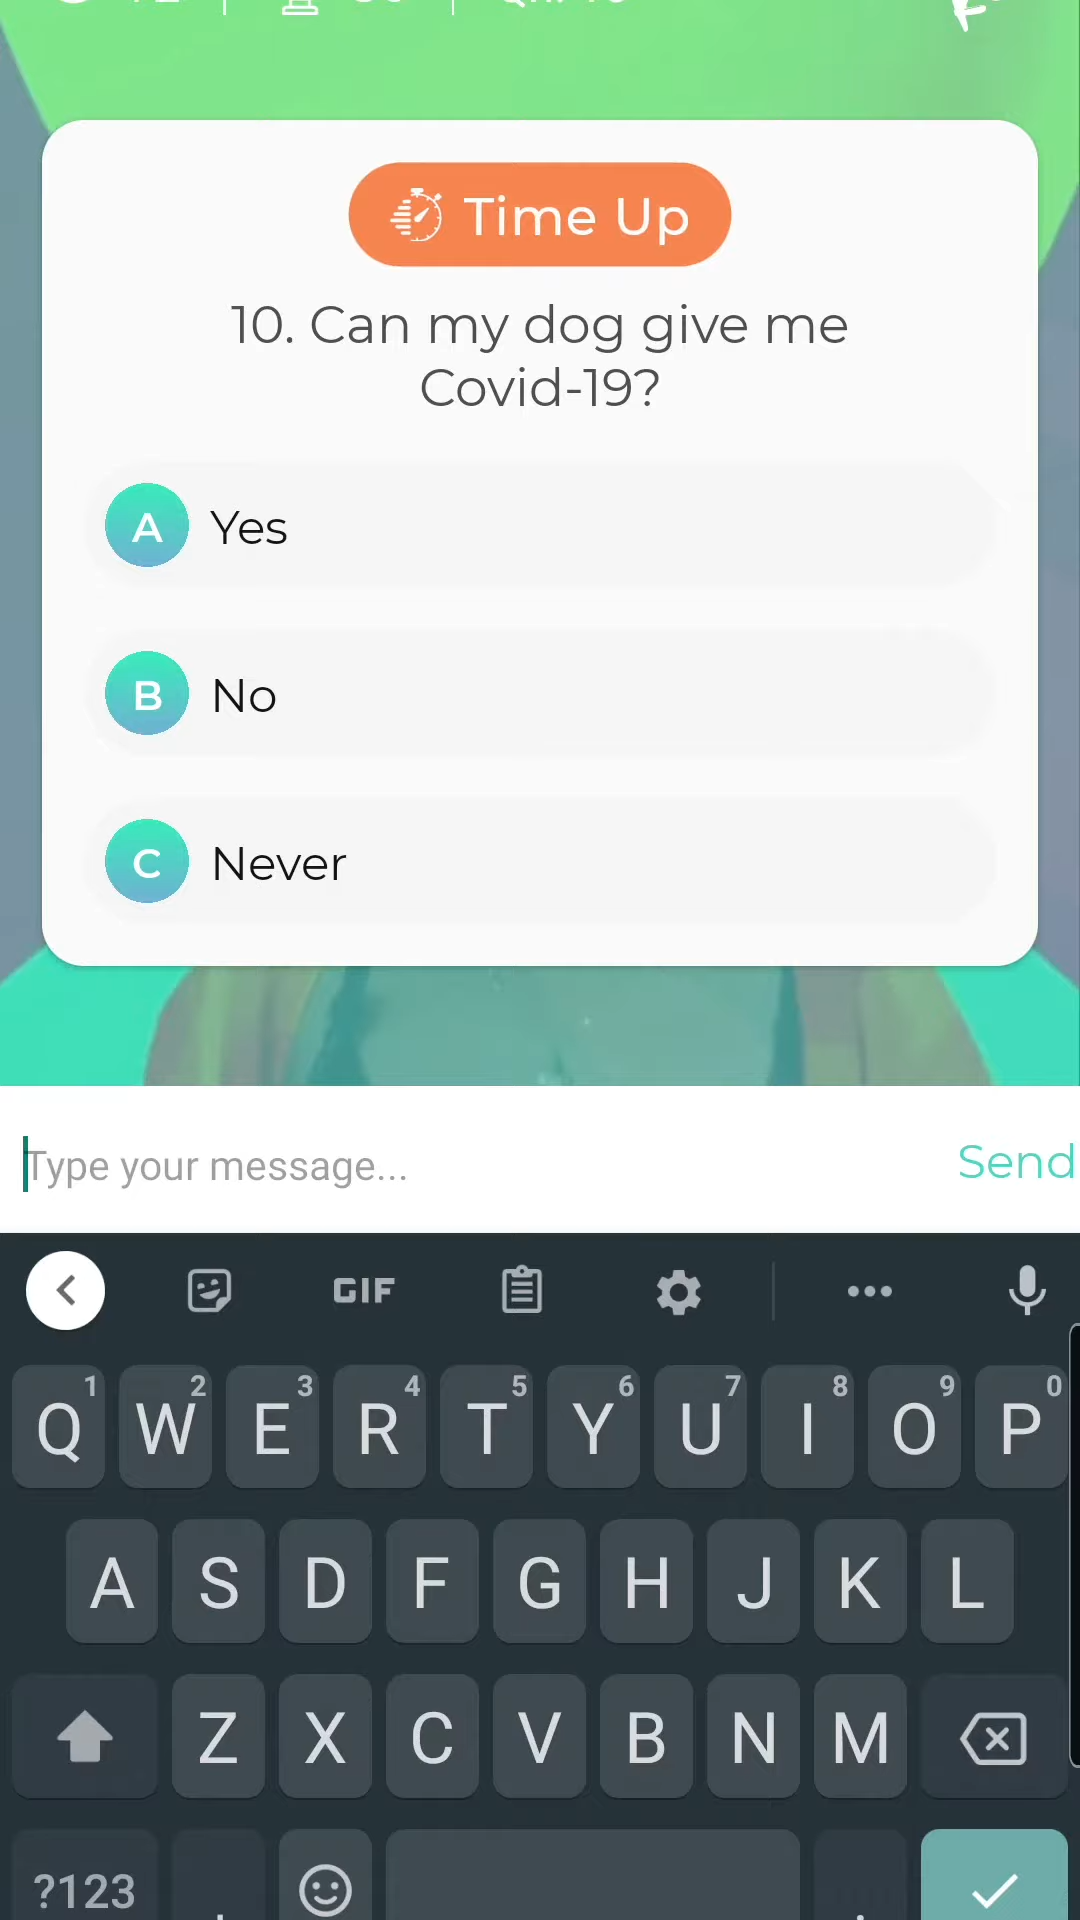 Time Up
10. Can my dog give me
Covid-19?
A Yes
B No
C Never
Type your message...
Send
GIF
1 2 3 4 5 6 7 8 9 0
Q W E R T Y U I O P
A S D F G H J K L
Z X C V B N M
?123